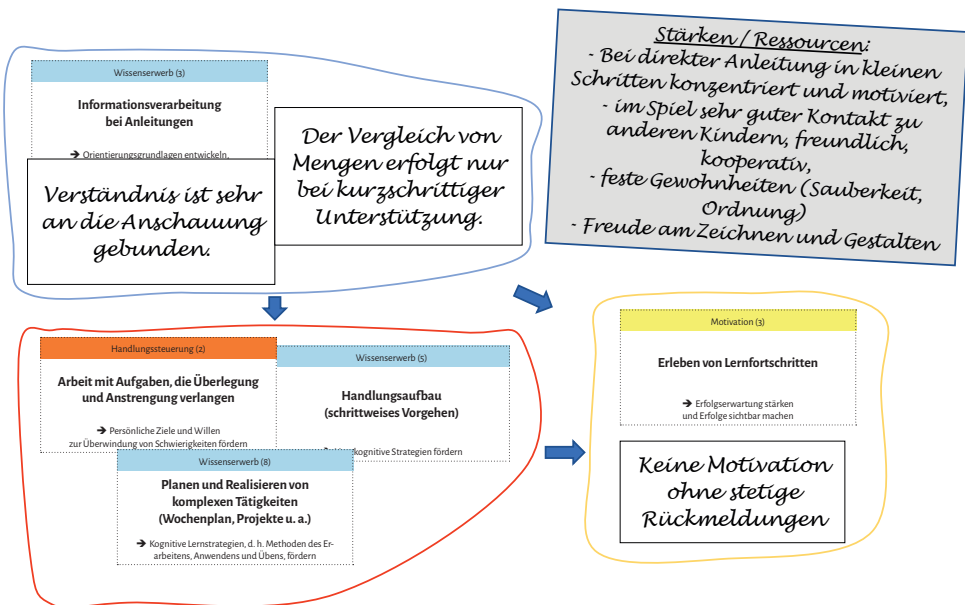 Wissenserwerb (3)
Informationsverarbeitung
bei Anleitungen
➔ Orientierungsgrundlagen entwickeln,
Verständnis ist sehr
an die Anschauung
gebunden.
Der Vergleich von
Mengen erfolgt nur
bei kurzschrittiger
Unterstützung.
Stärken / Ressourcen:
- Bei direkter Anleitung in kleinen
Schritten konzentriert und motiviert,
- im Spiel sehr guter Kontakt zu
anderen Kindern, freundlich,
kooperativ,
- feste Gewohnheiten (Sauberkeit,
Ordnung)
- Freude am Zeichnen und Gestalten
Handlungssteuerung (2)
Arbeit mit Aufgaben, die Überlegung
und Anstrengung verlangen
➔ Persönliche Ziele und Willen
zur Überwindung von Schwierigkeiten fördern
Wissenserwerb (5)
Handlungsaufbau
(schrittweises Vorgehen)
kognitive Strategien fördern
Wissenserwerb (8)
Planen und Realisieren von
komplexen Tätigkeiten
(Wochenplan, Projekte u. a.)
➔ Kognitive Lernstrategien, d. h. Methoden des Er-
arbeitens, Anwendens und Übens, fördern
Motivation (3)
Erleben von Lernfortschritten
➔ Erfolgserwartung stärken
und Erfolge sichtbar machen
Keine Motivation
ohne stetige
Rückmeldungen